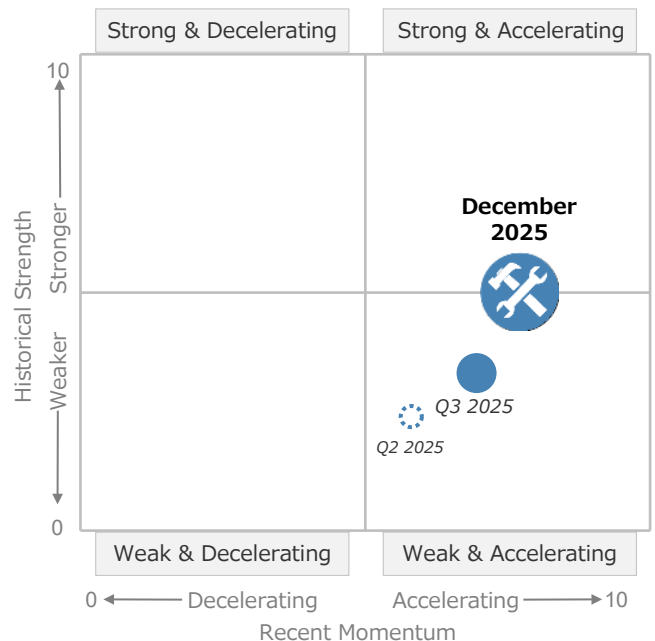 Strong & Decelerating
Strong & Accelerating
10
Historical Strength
Stronger
Weaker
0
December
2025
Q3 2025
Q2 2025
Weak & Decelerating
Weak & Accelerating
0
Decelerating
Accelerating
10
Recent Momentum